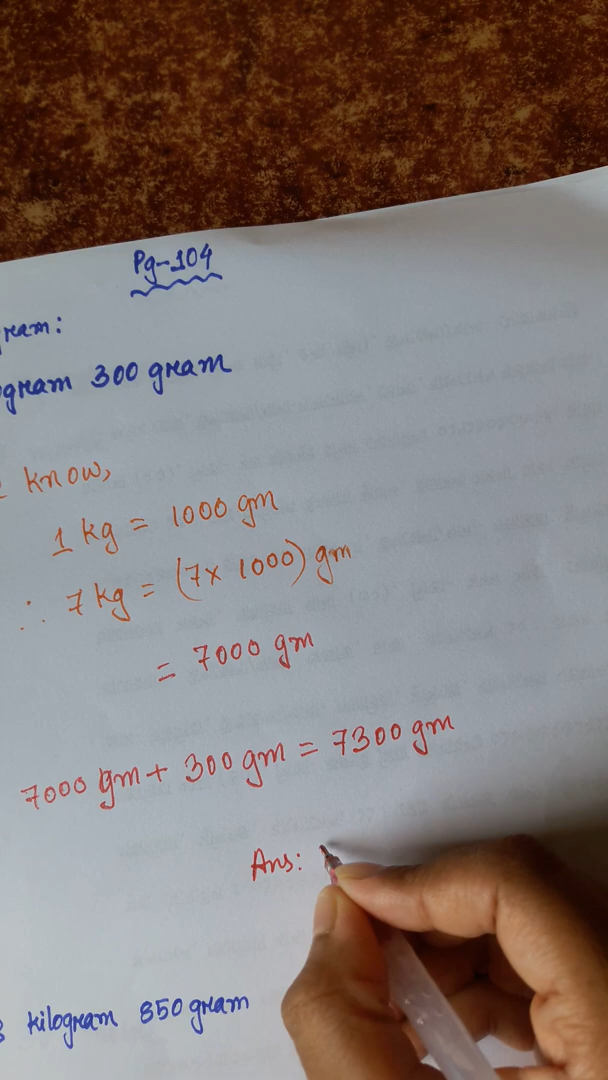 Pg-104
gram:
gram 300 gram
know,
1 kg = 1000 gm
∴ 7 kg = (7 × 1000) gm
= 7000 gm
7000 gm + 300 gm = 7300 gm
Ans:
kilogram 850 gram